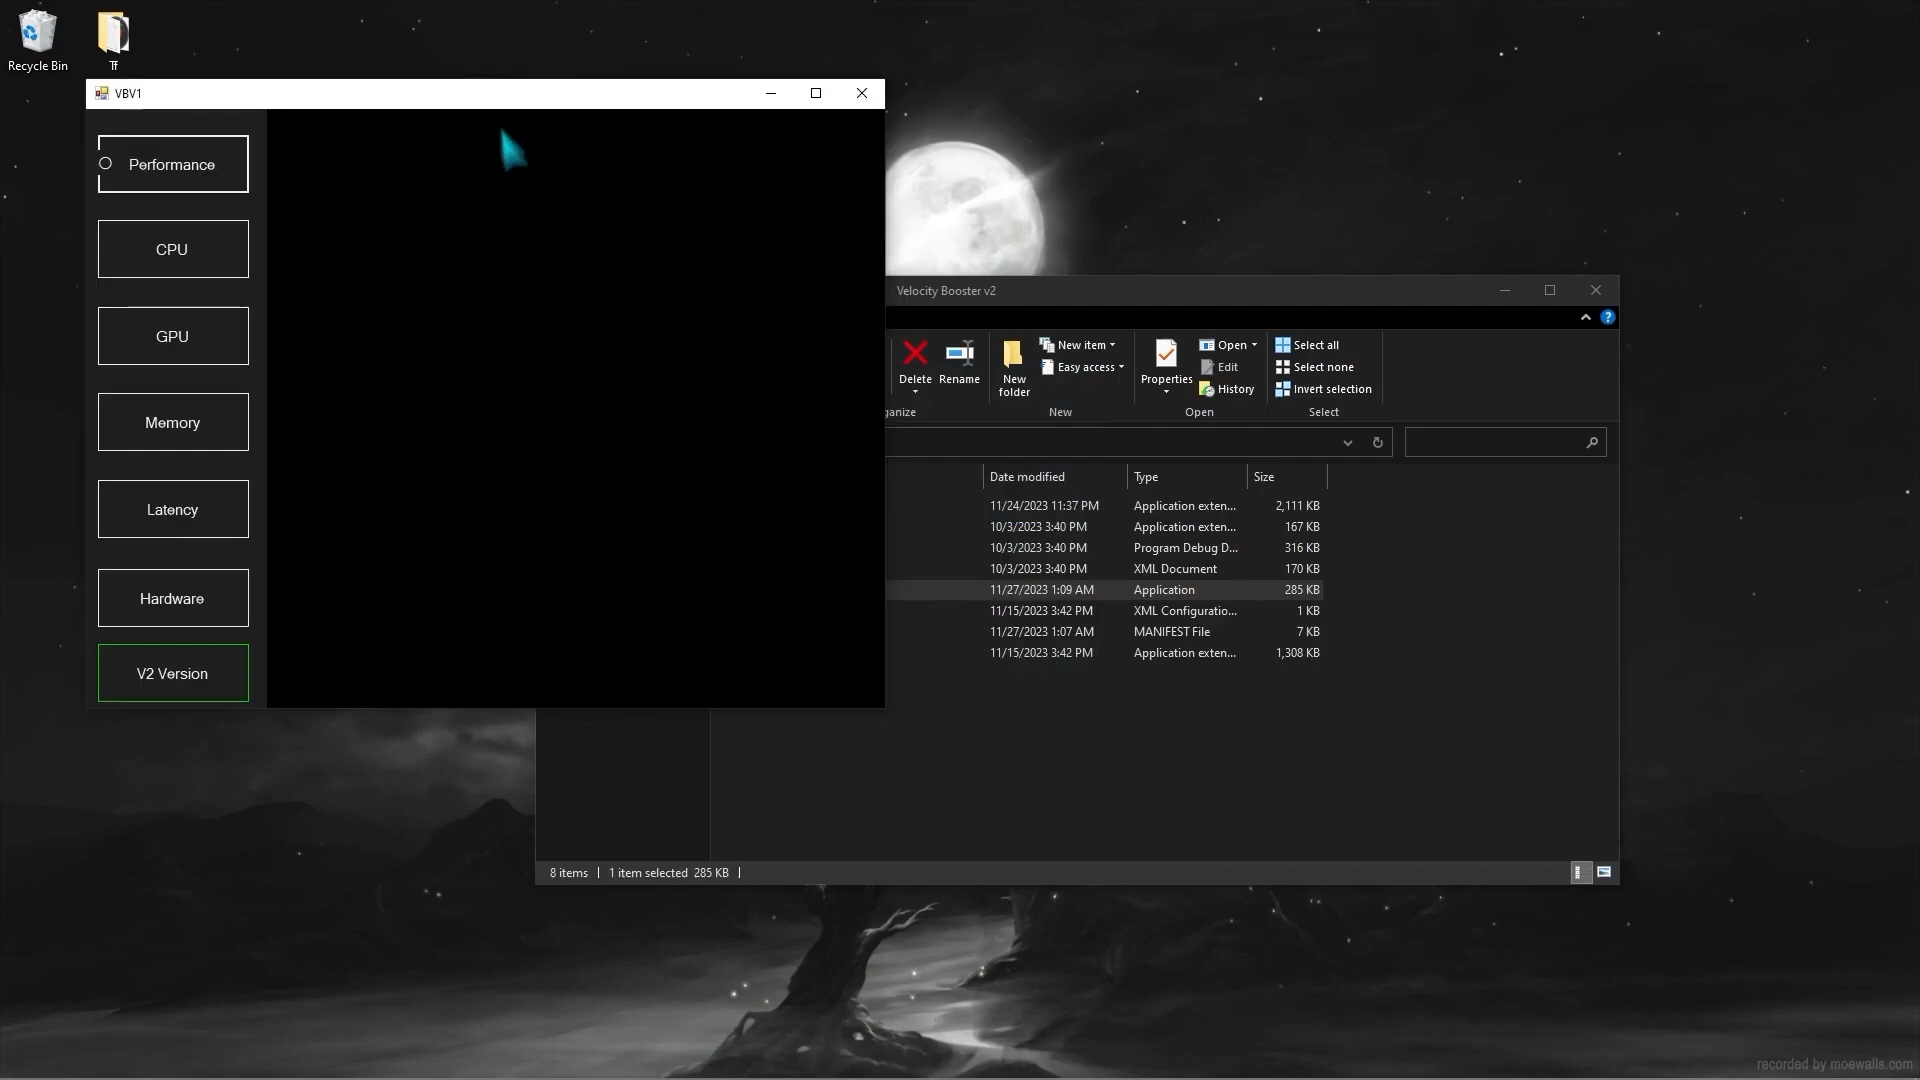 Recycle Bin
Tf
VBV1
Performance
CPU
GPU
Memory
Latency
Hardware
V2 Version
Velocity Booster v2
Delete
Rename
New folder
New item
Easy access
Properties
Open
Edit
History
Select all
Select none
Invert selection
ganize
New
Open
Select
Date modified
Type
Size
11/24/2023 11:37 PM Application exten... 2,111 KB
10/3/2023 3:40 PM Application exten... 167 KB
10/3/2023 3:40 PM Program Debug D... 316 KB
10/3/2023 3:40 PM XML Document 170 KB
11/27/2023 1:09 AM Application 285 KB
11/15/2023 3:42 PM XML Configuratio... 1 KB
11/27/2023 1:07 AM MANIFEST File 7 KB
11/15/2023 3:42 PM Application exten... 1,308 KB
8 items
1 item selected 285 KB
recorded by moewalls.com